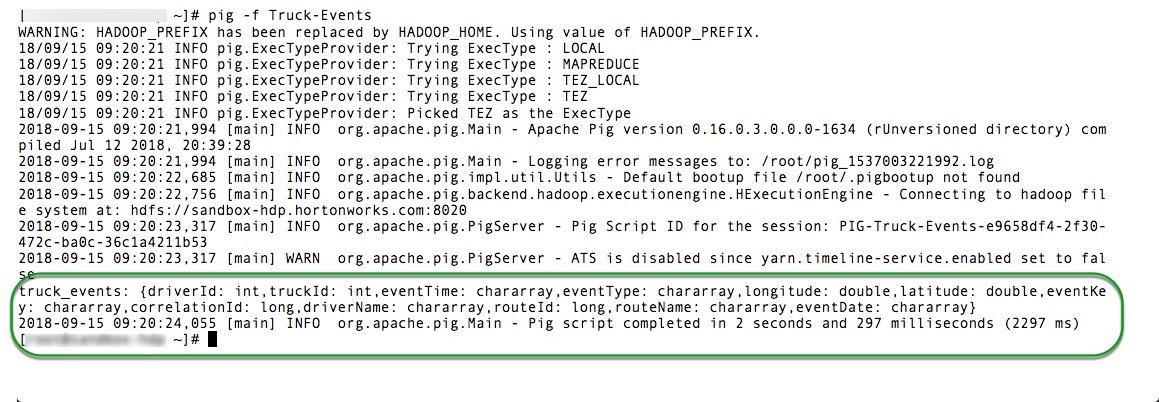 [ ~]# pig -f Truck-Events
WARNING: HADOOP_PREFIX has been replaced by HADOOP_HOME. Using value of HADOOP_PREFIX.
18/09/15 09:20:21 INFO pig.ExecTypeProvider: Trying ExecType : LOCAL
18/09/15 09:20:21 INFO pig.ExecTypeProvider: Trying ExecType : MAPREDUCE
18/09/15 09:20:21 INFO pig.ExecTypeProvider: Trying ExecType : TEZ_LOCAL
18/09/15 09:20:21 INFO pig.ExecTypeProvider: Trying ExecType : TEZ
18/09/15 09:20:21 INFO pig.ExecTypeProvider: Picked TEZ as the ExecType
2018-09-15 09:20:21,994 [main] INFO  org.apache.pig.Main - Apache Pig version 0.16.0.3.0.0.0-1634 (rUnversioned directory) com
piled Jul 12 2018, 20:39:28
2018-09-15 09:20:21,994 [main] INFO  org.apache.pig.Main - Logging error messages to: /root/pig_1537003221992.log
2018-09-15 09:20:22,685 [main] INFO  org.apache.pig.impl.util.Utils - Default bootup file /root/.pigbootup not found
2018-09-15 09:20:22,756 [main] INFO  org.apache.pig.backend.hadoop.executionengine.HExecutionEngine - Connecting to hadoop fil
e system at: hdfs://sandbox-hdp.hortonworks.com:8020
2018-09-15 09:20:23,317 [main] INFO  org.apache.pig.PigServer - Pig Script ID for the session: PIG-Truck-Events-e9658df4-2f30-
472c-ba0c-36c1a4211b53
2018-09-15 09:20:23,317 [main] WARN  org.apache.pig.PigServer - ATS is disabled since yarn.timeline-service.enabled set to fal
se
truck_events: {driverId: int,truckId: int,eventTime: chararray,eventType: chararray,longitude: double,latitude: double,eventKe
y: chararray,correlationId: long,driverName: chararray,routeId: long,routeName: chararray,eventDate: chararray}
2018-09-15 09:20:24,055 [main] INFO  org.apache.pig.Main - Pig script completed in 2 seconds and 297 milliseconds (2297 ms)
[ ~]#